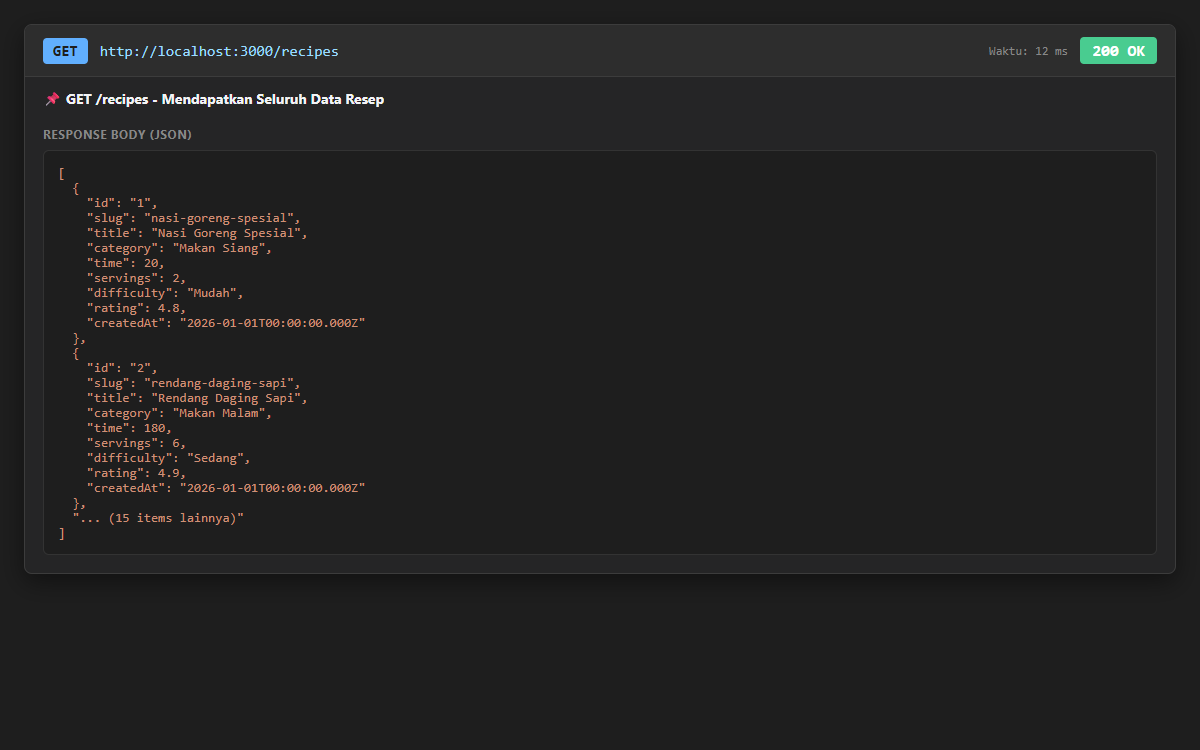 GET http://localhost:3000/recipes Waktu: 12 ms 200 OK
📌 GET /recipes - Mendapatkan Seluruh Data Resep
RESPONSE BODY (JSON)
[
  {
    "id": "1",
    "slug": "nasi-goreng-spesial",
    "title": "Nasi Goreng Spesial",
    "category": "Makan Siang",
    "time": 20,
    "servings": 2,
    "difficulty": "Mudah",
    "rating": 4.8,
    "createdAt": "2026-01-01T00:00:00.000Z"
  },
  {
    "id": "2",
    "slug": "rendang-daging-sapi",
    "title": "Rendang Daging Sapi",
    "category": "Makan Malam",
    "time": 180,
    "servings": 6,
    "difficulty": "Sedang",
    "rating": 4.9,
    "createdAt": "2026-01-01T00:00:00.000Z"
  },
  "... (15 items lainnya)"
]